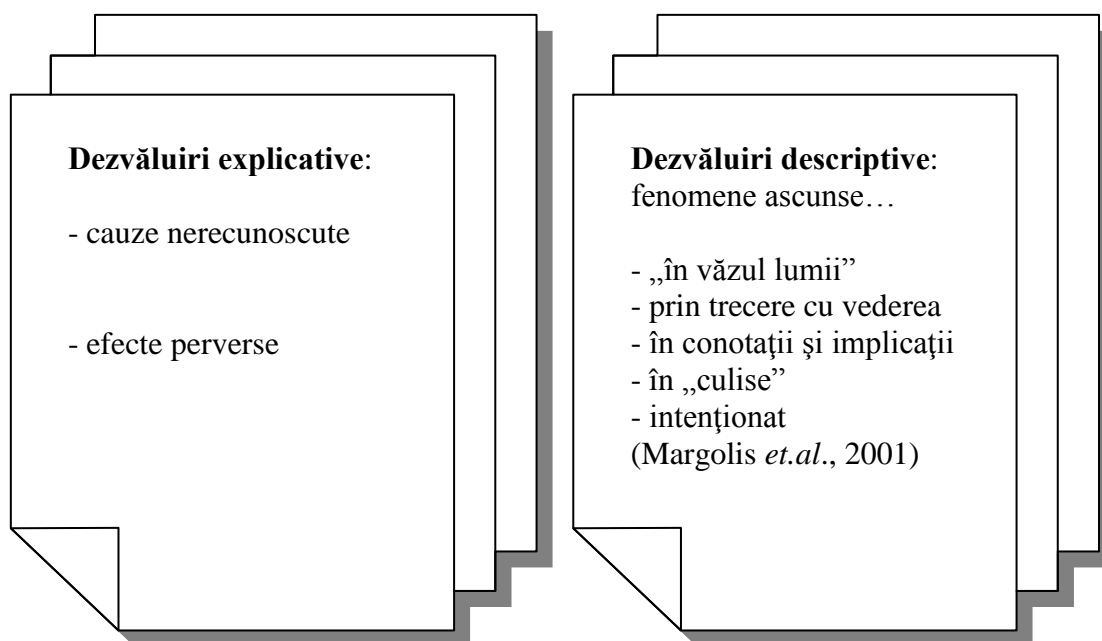 Dezvăluiri explicative:
- cauze nerecunoscute
- efecte perverse
Dezvăluiri descriptive:
fenomene ascunse…
- „în văzul lumii”
- prin trecere cu vederea
- în conotaţii şi implicaţii
- în „culise”
- intenţionat
(Margolis et.al., 2001)